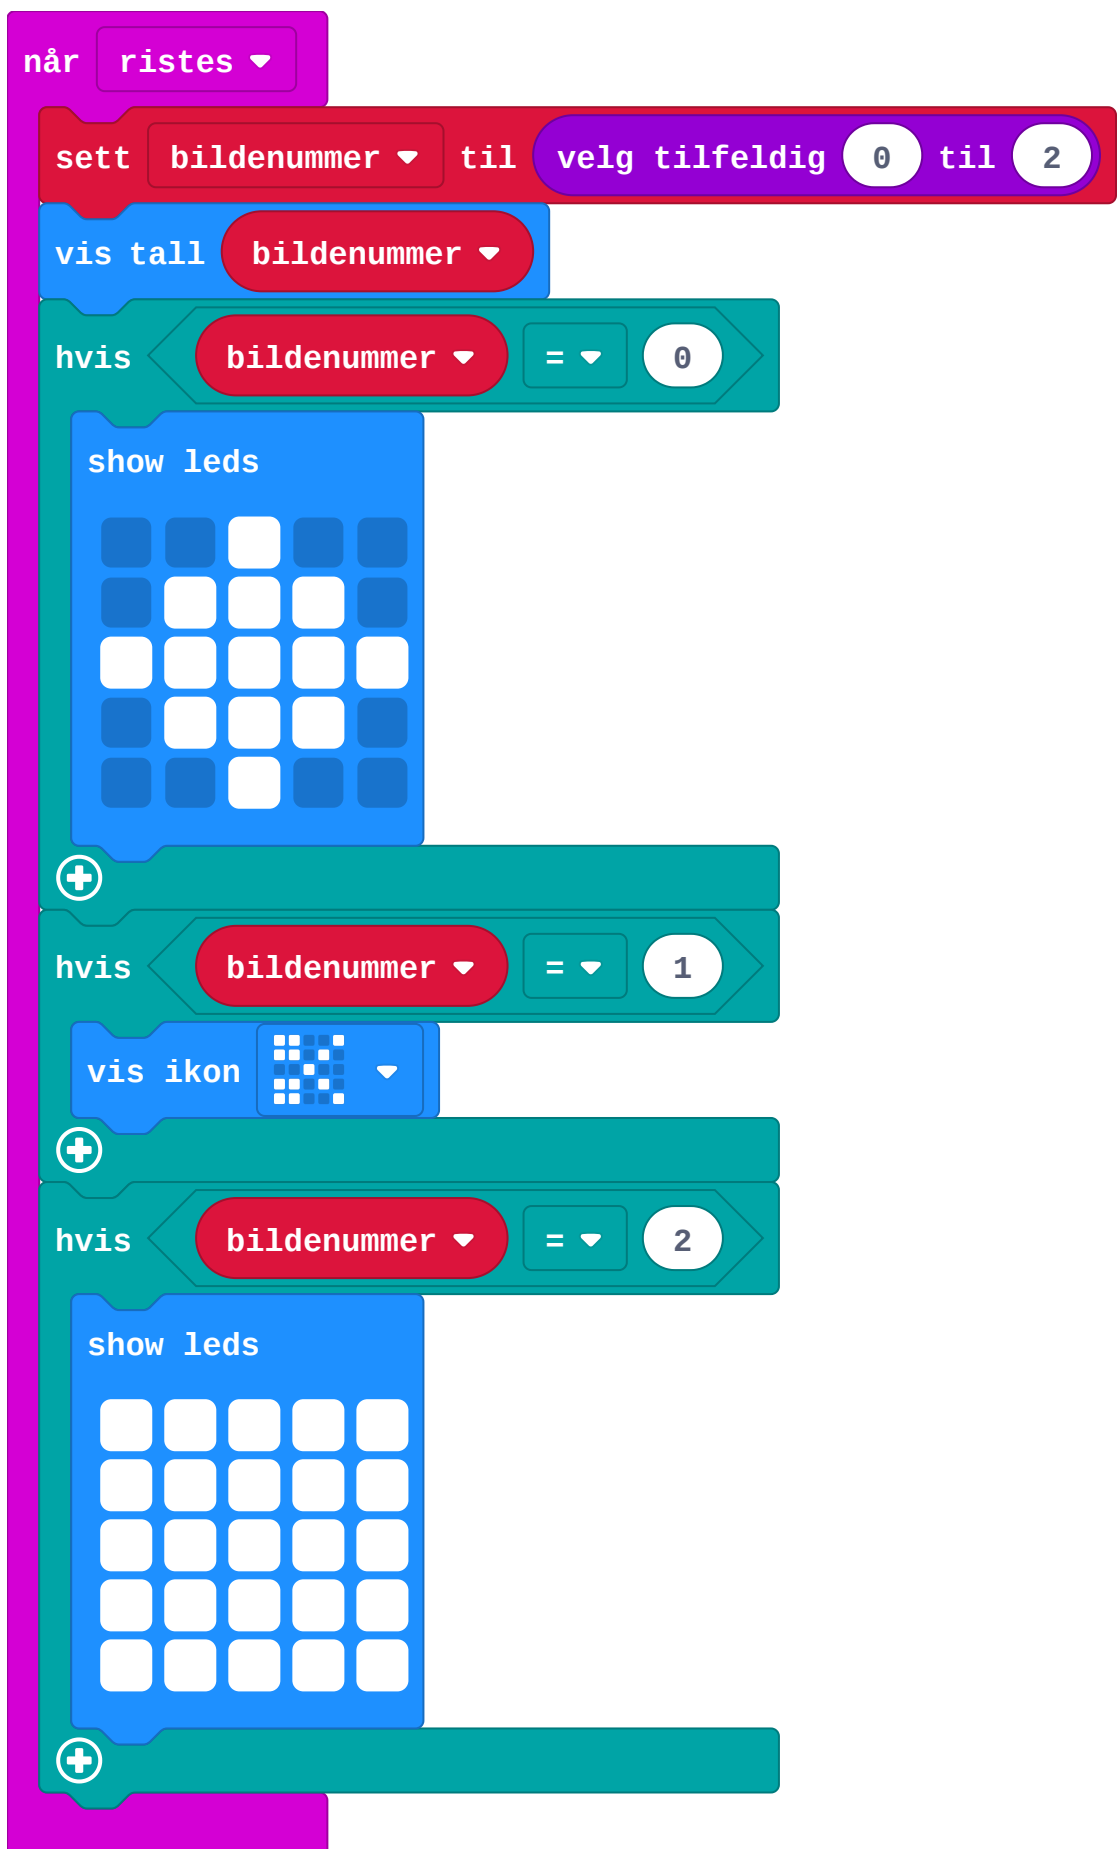 når ristes
sett bildenummer til velg tilfeldig 0 til 2
vis tall bildenummer
hvis bildenummer = 0
show leds
hvis bildenummer = 1
vis ikon
hvis bildenummer = 2
show leds